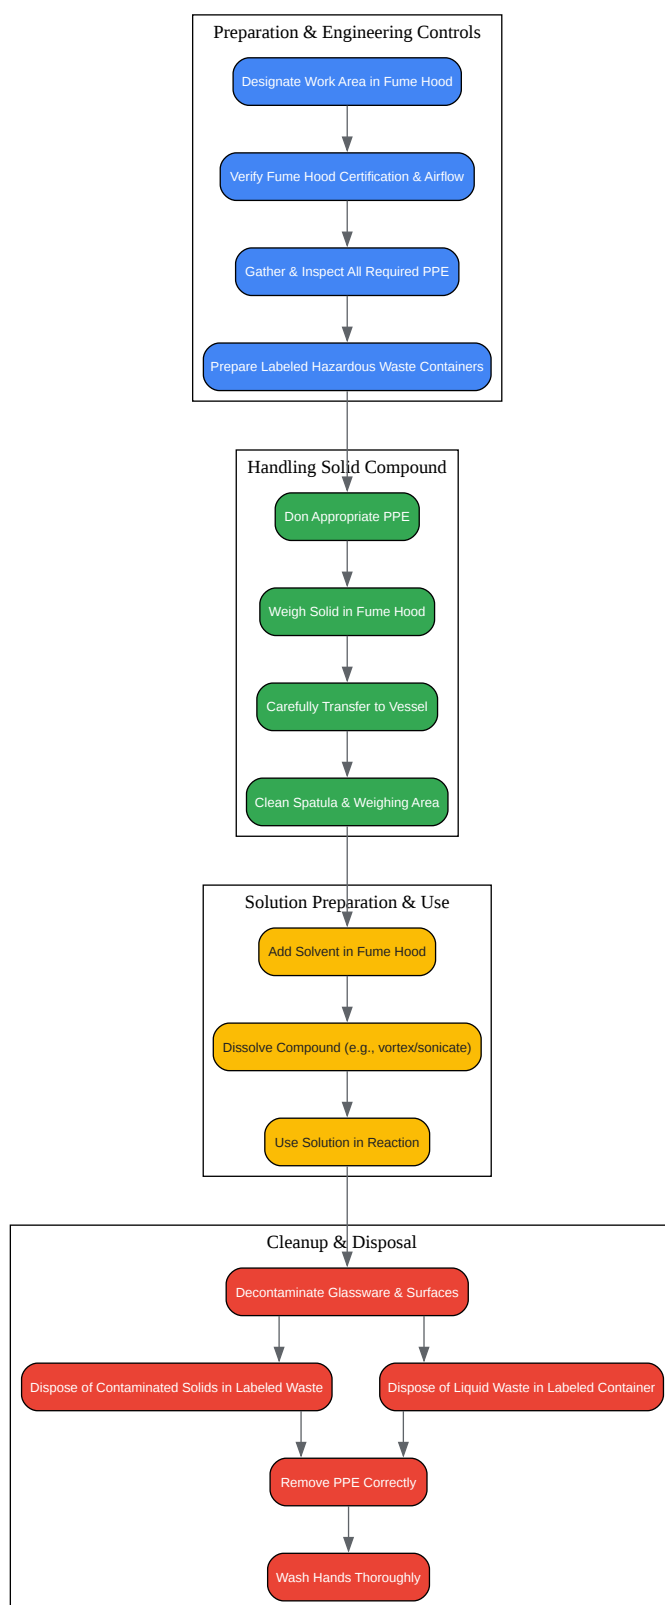 Preparation & Engineering Controls
Designate Work Area in Fume Hood
Verify Fume Hood Certification & Airflow
Gather & Inspect All Required PPE
Prepare Labeled Hazardous Waste Containers
Handling Solid Compound
Don Appropriate PPE
Weigh Solid in Fume Hood
Carefully Transfer to Vessel
Clean Spatula & Weighing Area
Solution Preparation & Use
Add Solvent in Fume Hood
Dissolve Compound (e.g., vortex/sonicate)
Use Solution in Reaction
Cleanup & Disposal
Decontaminate Glassware & Surfaces
Dispose of Contaminated Solids in Labeled Waste
Dispose of Liquid Waste in Labeled Container
Remove PPE Correctly
Wash Hands Thoroughly